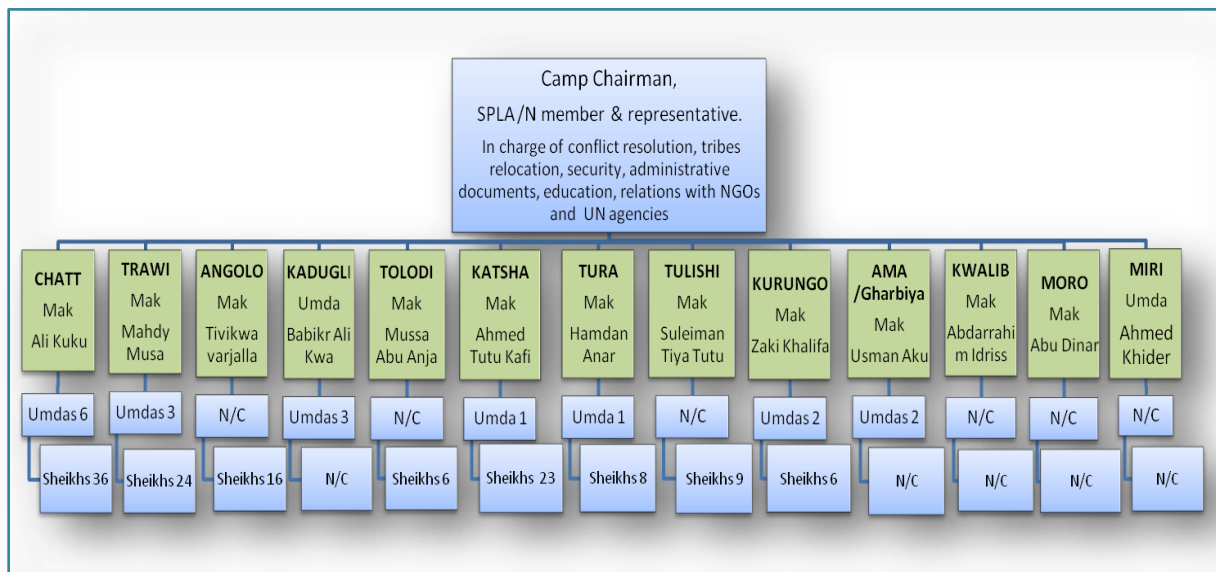 Camp Chairman,
SPLA /N member & representative.
In charge of conflict resolution, tribes
relocation, security, administrative
documents, education, relations with NGOs
and UN agencies
CHATT
Mak
Ali Kuku
TRAWI
Mak
Mahdy
Musa
ANGOLO
Mak
Tivikwa
varjalla
KADUGLI
Umda
Babikr Ali
Kwa
TOLODI
Mak
Mussa
Abu Anja
KATSHA
Mak
Ahmed
Tutu Kafi
TURA
Mak
Hamdan
Anar
TULISHI
Mak
Suleiman
Tiya Tutu
KURUNGO
Mak
Zaki Khalifa
AMA
/Gharbiya
Mak
Usman Aku
KWALIB
Mak
Abdarrahi
m Idriss
MORO
Mak
Abu Dinar
MIRI
Umda
Ahmed
Khider
Umdas 6
Umdas 3
N/C
Umdas 3
N/C
Umda 1
Umda 1
N/C
Umdas 2
Umdas 2
N/C
N/C
N/C
Sheikhs 36
Sheikhs 24
Sheikhs 16
N/C
Sheikhs 6
Sheikhs 23
Sheikhs 8
Sheikhs 9
Sheikhs 6
N/C
N/C
N/C
N/C